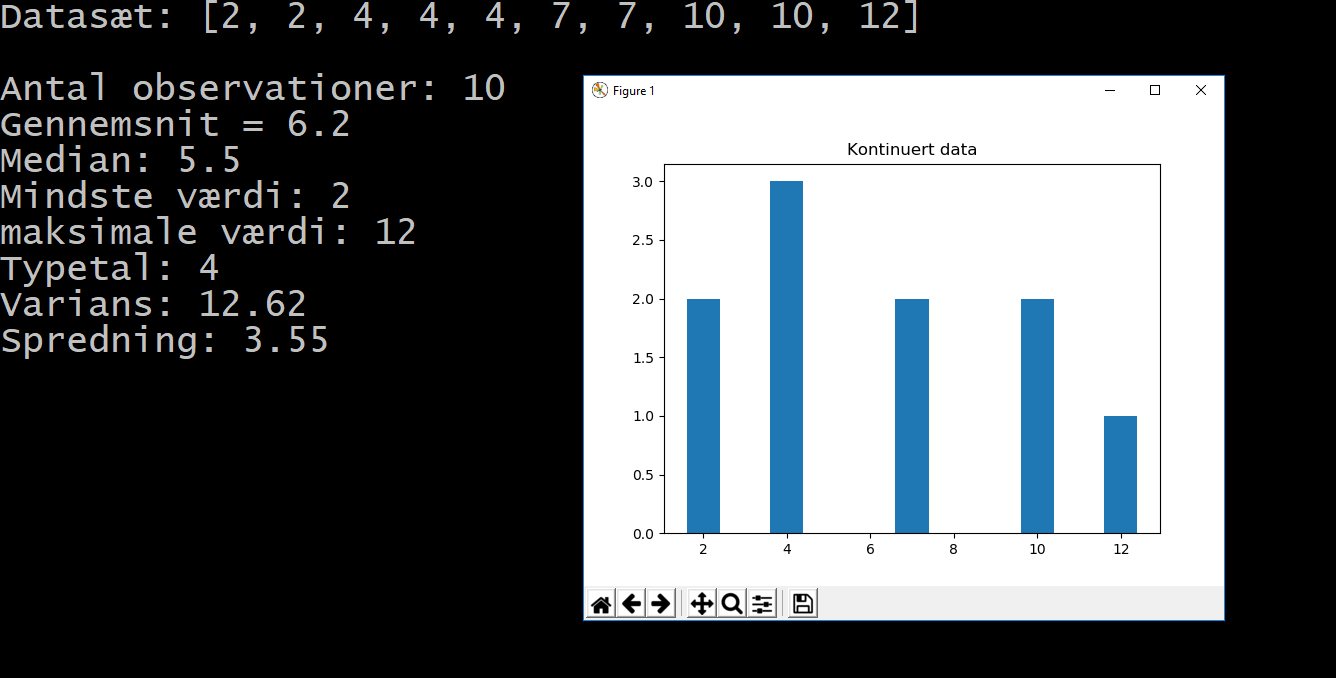 Datasæt: [2, 2, 4, 4, 4, 7, 7, 10, 10, 12]
Antal observationer: 10
Gennemsnit = 6.2
Median: 5.5
Mindste værdi: 2
maksimale værdi: 12
Typetal: 4
Varians: 12.62
Spredning: 3.55
Figure 1
Kontinuert data
3.0
2.5
2.0
1.5
1.0
0.5
0.0
2 4 6 8 10 12